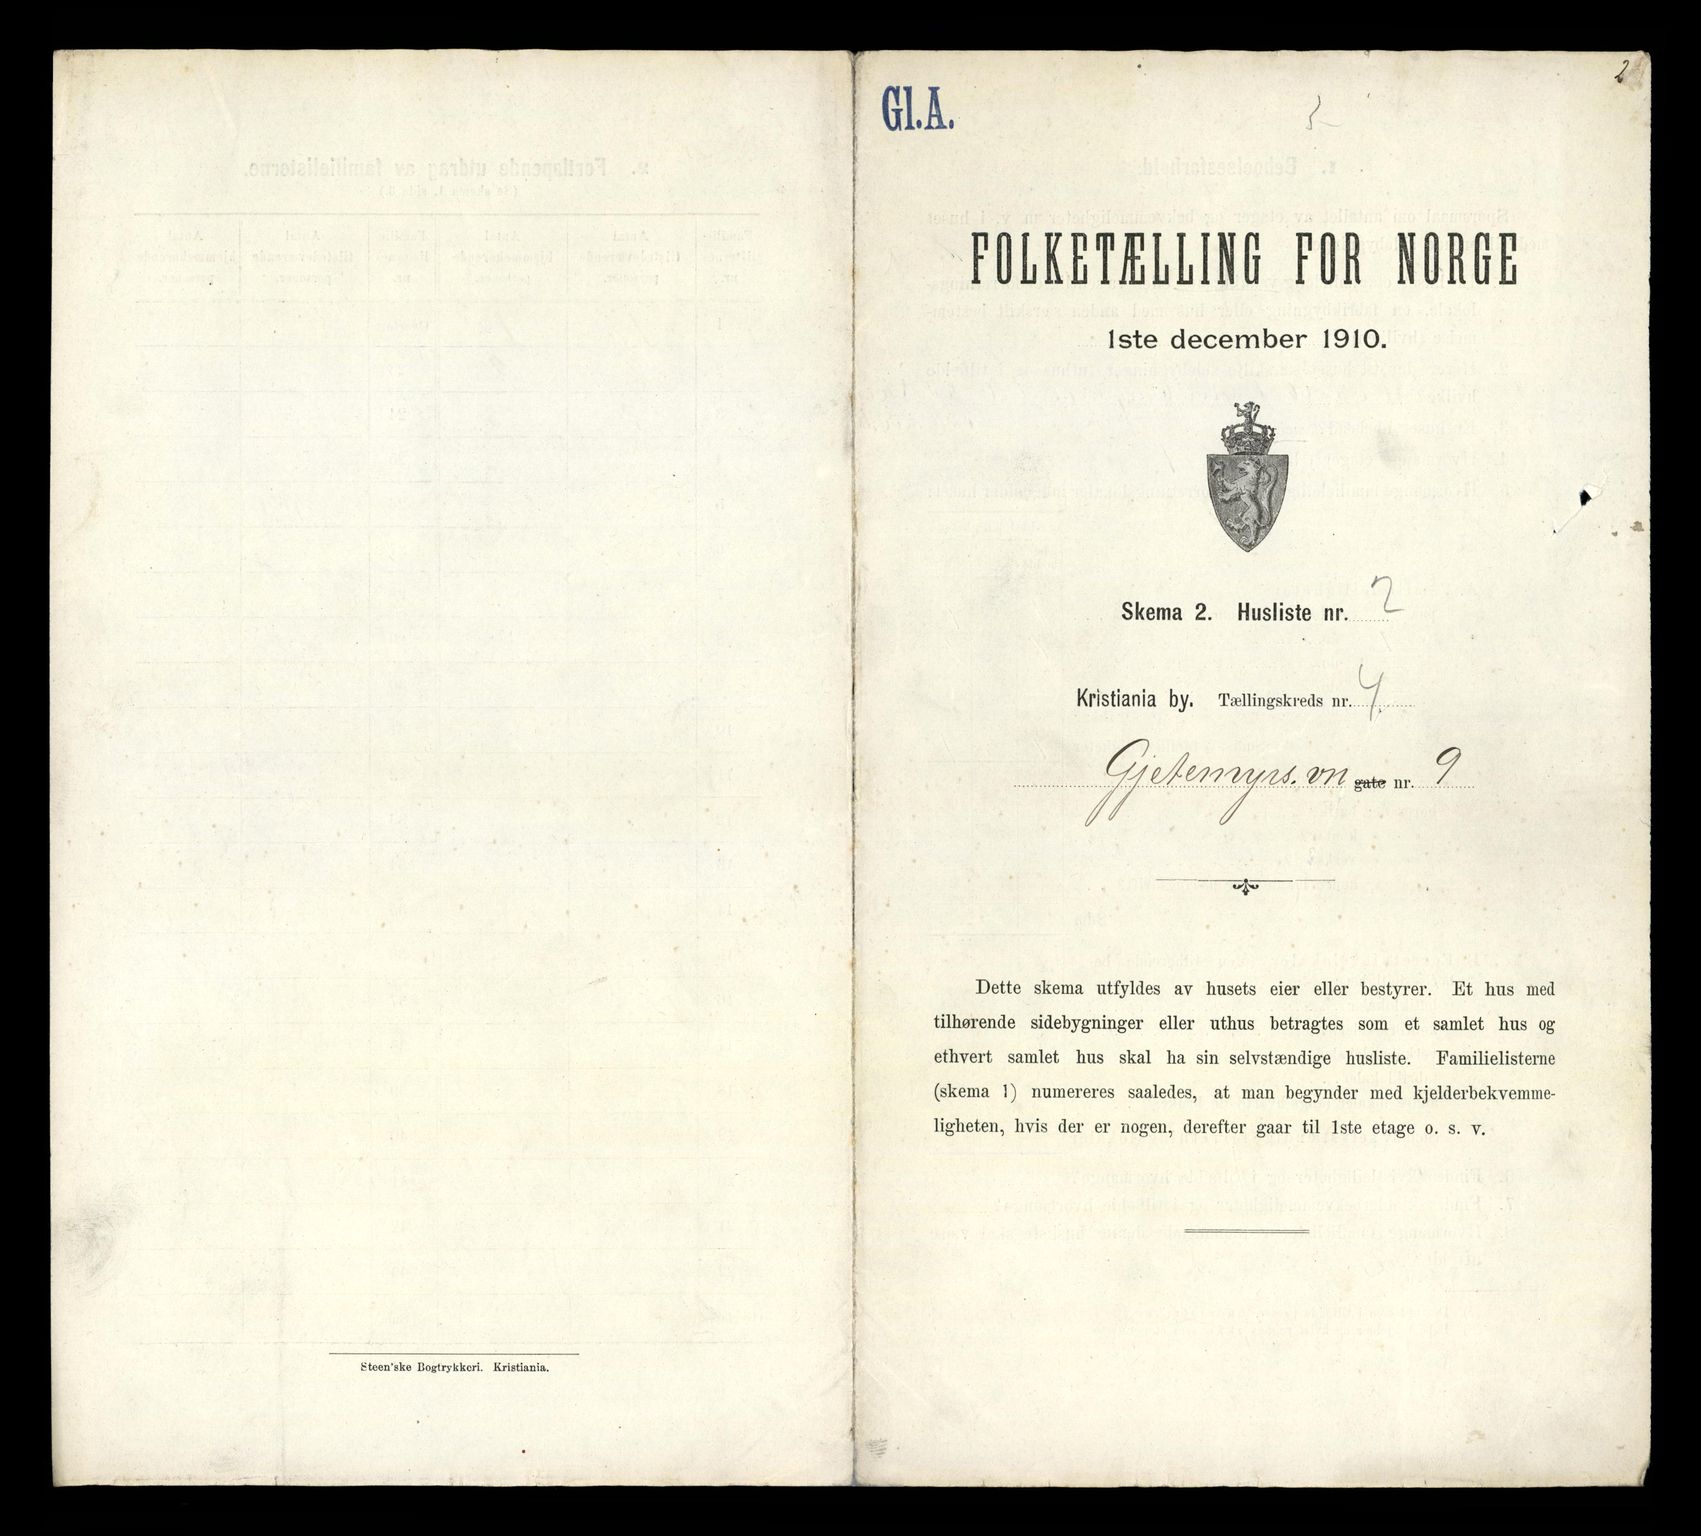 Steen'ske Bogtrykkeri. Kristiania.
2
Gl.A.
FOLKETÆLLING FOR NORGE
1ste december 1910.
Skema 2. Husliste nr. 2
Kristiania by. Tællingskreds nr. 4
Gjetemyrs.vn gate nr. 9
Dette skema utfyldes av husets eier eller bestyrer. Et hus med
tilhørende sidebygninger eller uthus betragtes som et samlet hus og
ethvert samlet hus skal ha sin selvstændige husliste. Familielisterne
(skema 1) numereres saaledes, at man begynder med kjelderbekvemme-
ligheten, hvis der er nogen, derefter gaar til 1ste etage o. s. v.